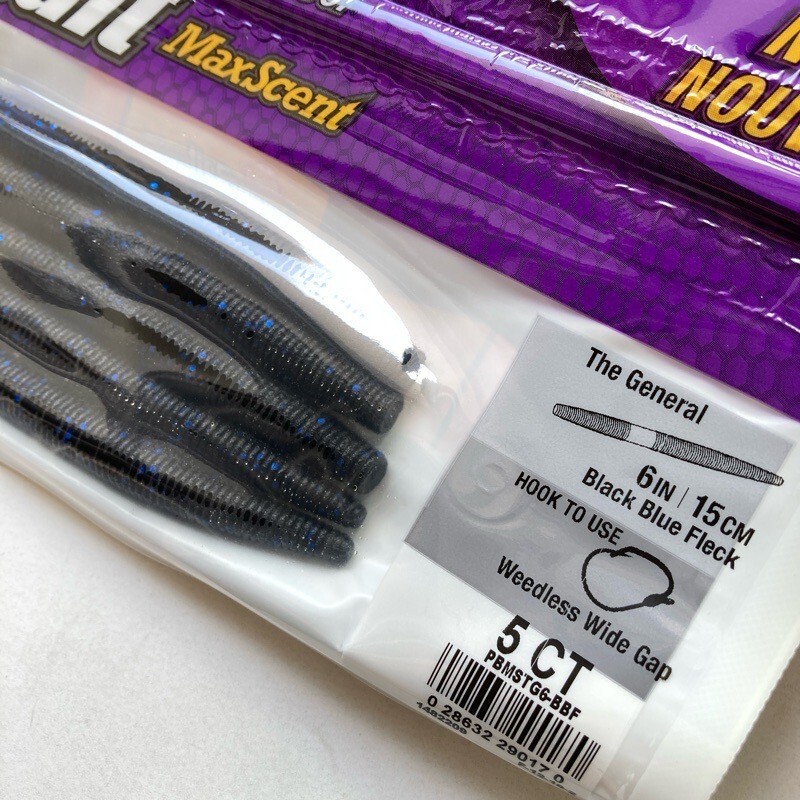 MaxScent
The General
6IN | 15CM
Black Blue Fleck
HOOK TO USE
Weedless Wide Gap
5 CT
PBMSTG6-BBF
0 28632 29017 0
1482209